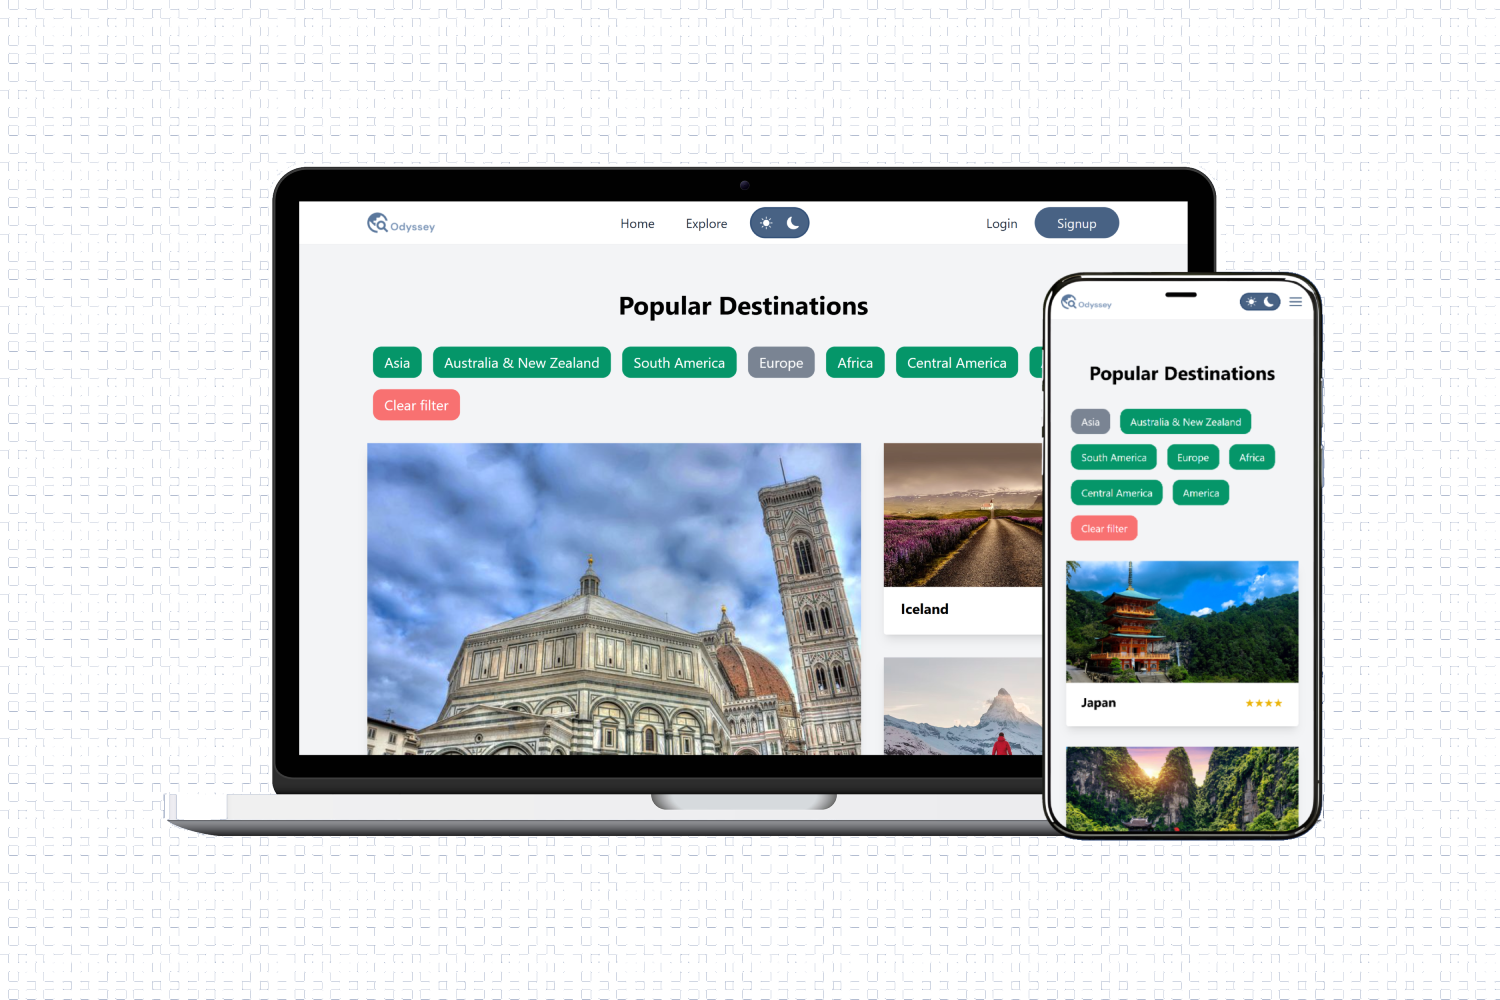 Odyssey
Home Explore
Login Signup
Popular Destinations
Asia Australia & New Zealand South America Europe Africa Central America
Clear filter
Iceland
Odyssey
Popular Destinations
Asia Australia & New Zealand
South America Europe Africa
Central America America
Clear filter
Japan